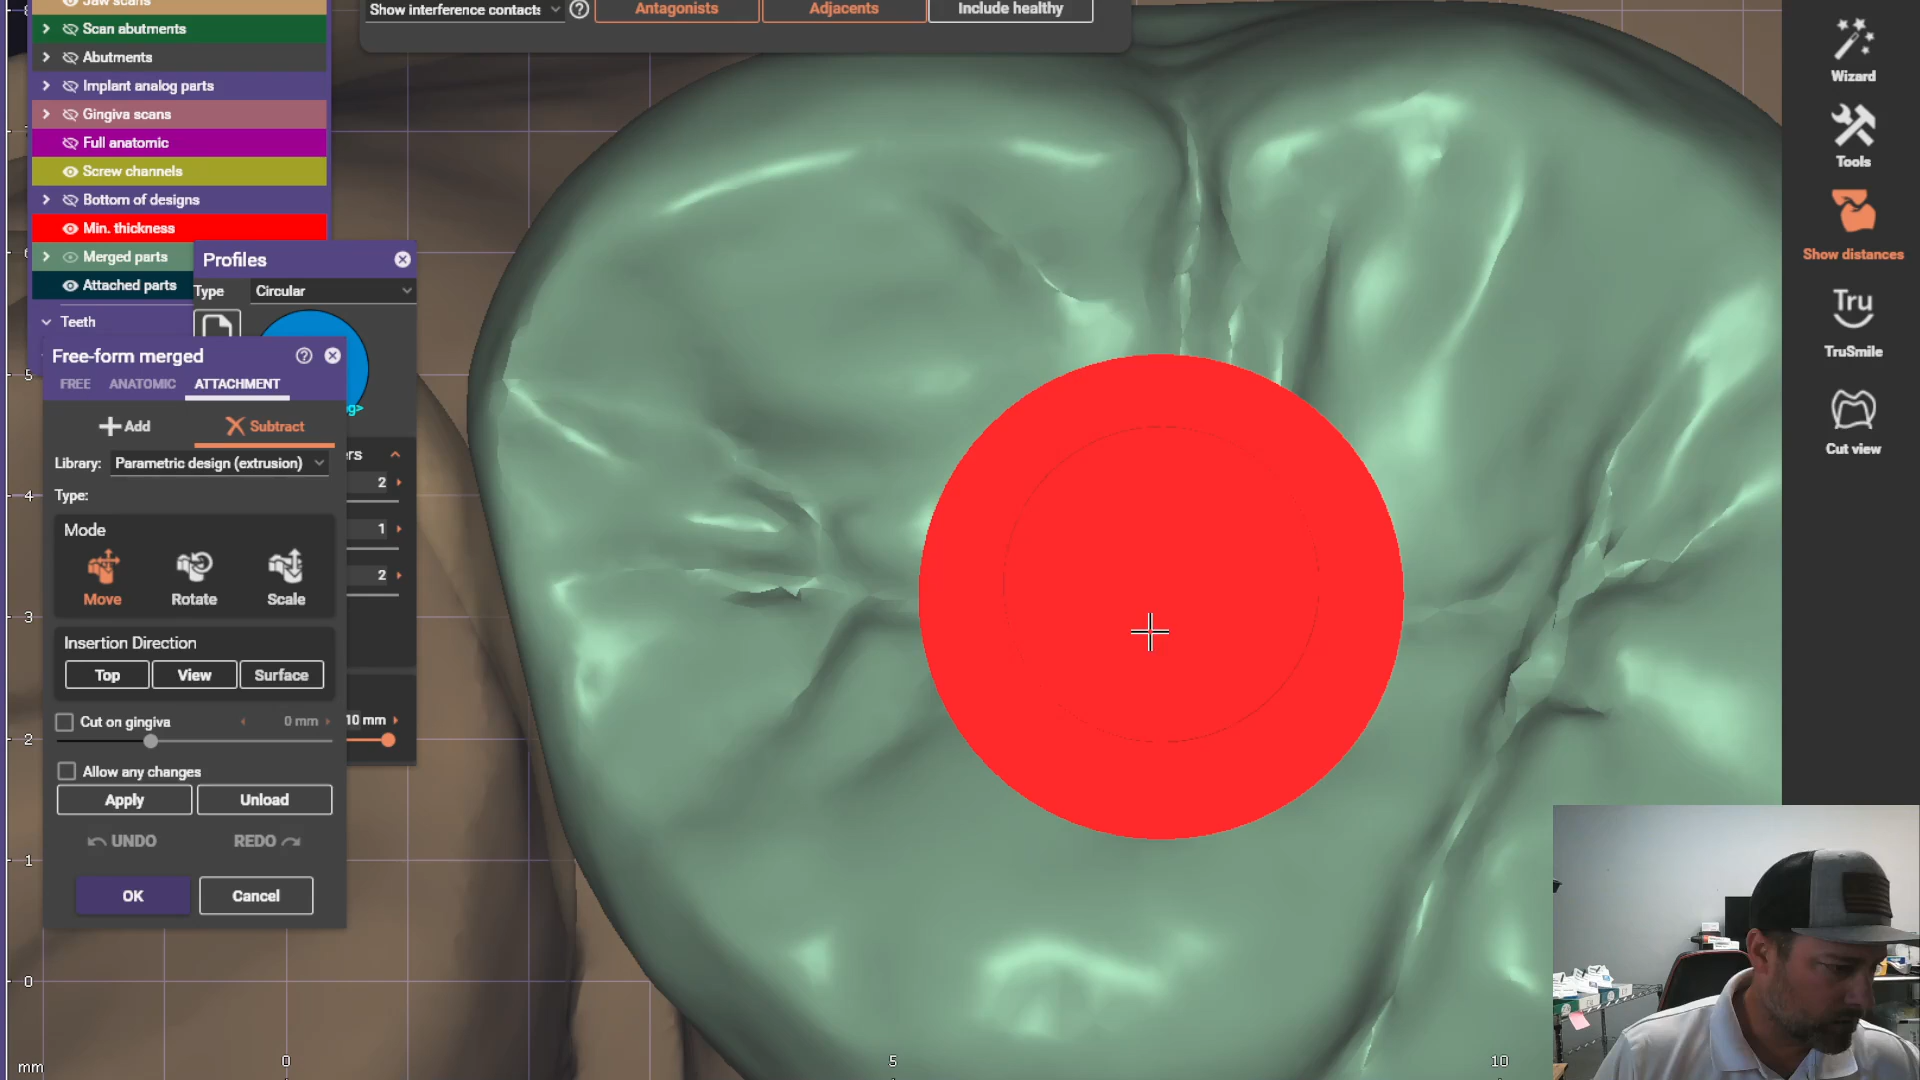 Jaw scans
Scan abutments
Abutments
Implant analog parts
Gingiva scans
Full anatomic
Screw channels
Bottom of designs
Min. thickness
Merged parts
Attached parts
Teeth
Show interference contacts
Antagonists
Adjacents
Include healthy
Profiles
Type
Circular
g>
rs
2
1
2
10 mm
Free-form merged
FREE
ANATOMIC
ATTACHMENT
Add
Subtract
Library:
Parametric design (extrusion)
Type:
Mode
Move
Rotate
Scale
Insertion Direction
Top
View
Surface
Cut on gingiva
0 mm
Allow any changes
Apply
Unload
UNDO
REDO
OK
Cancel
Wizard
Tools
Show distances
Tru
TruSmile
Cut view
5
4
3
2
1
0
mm
0
5
10